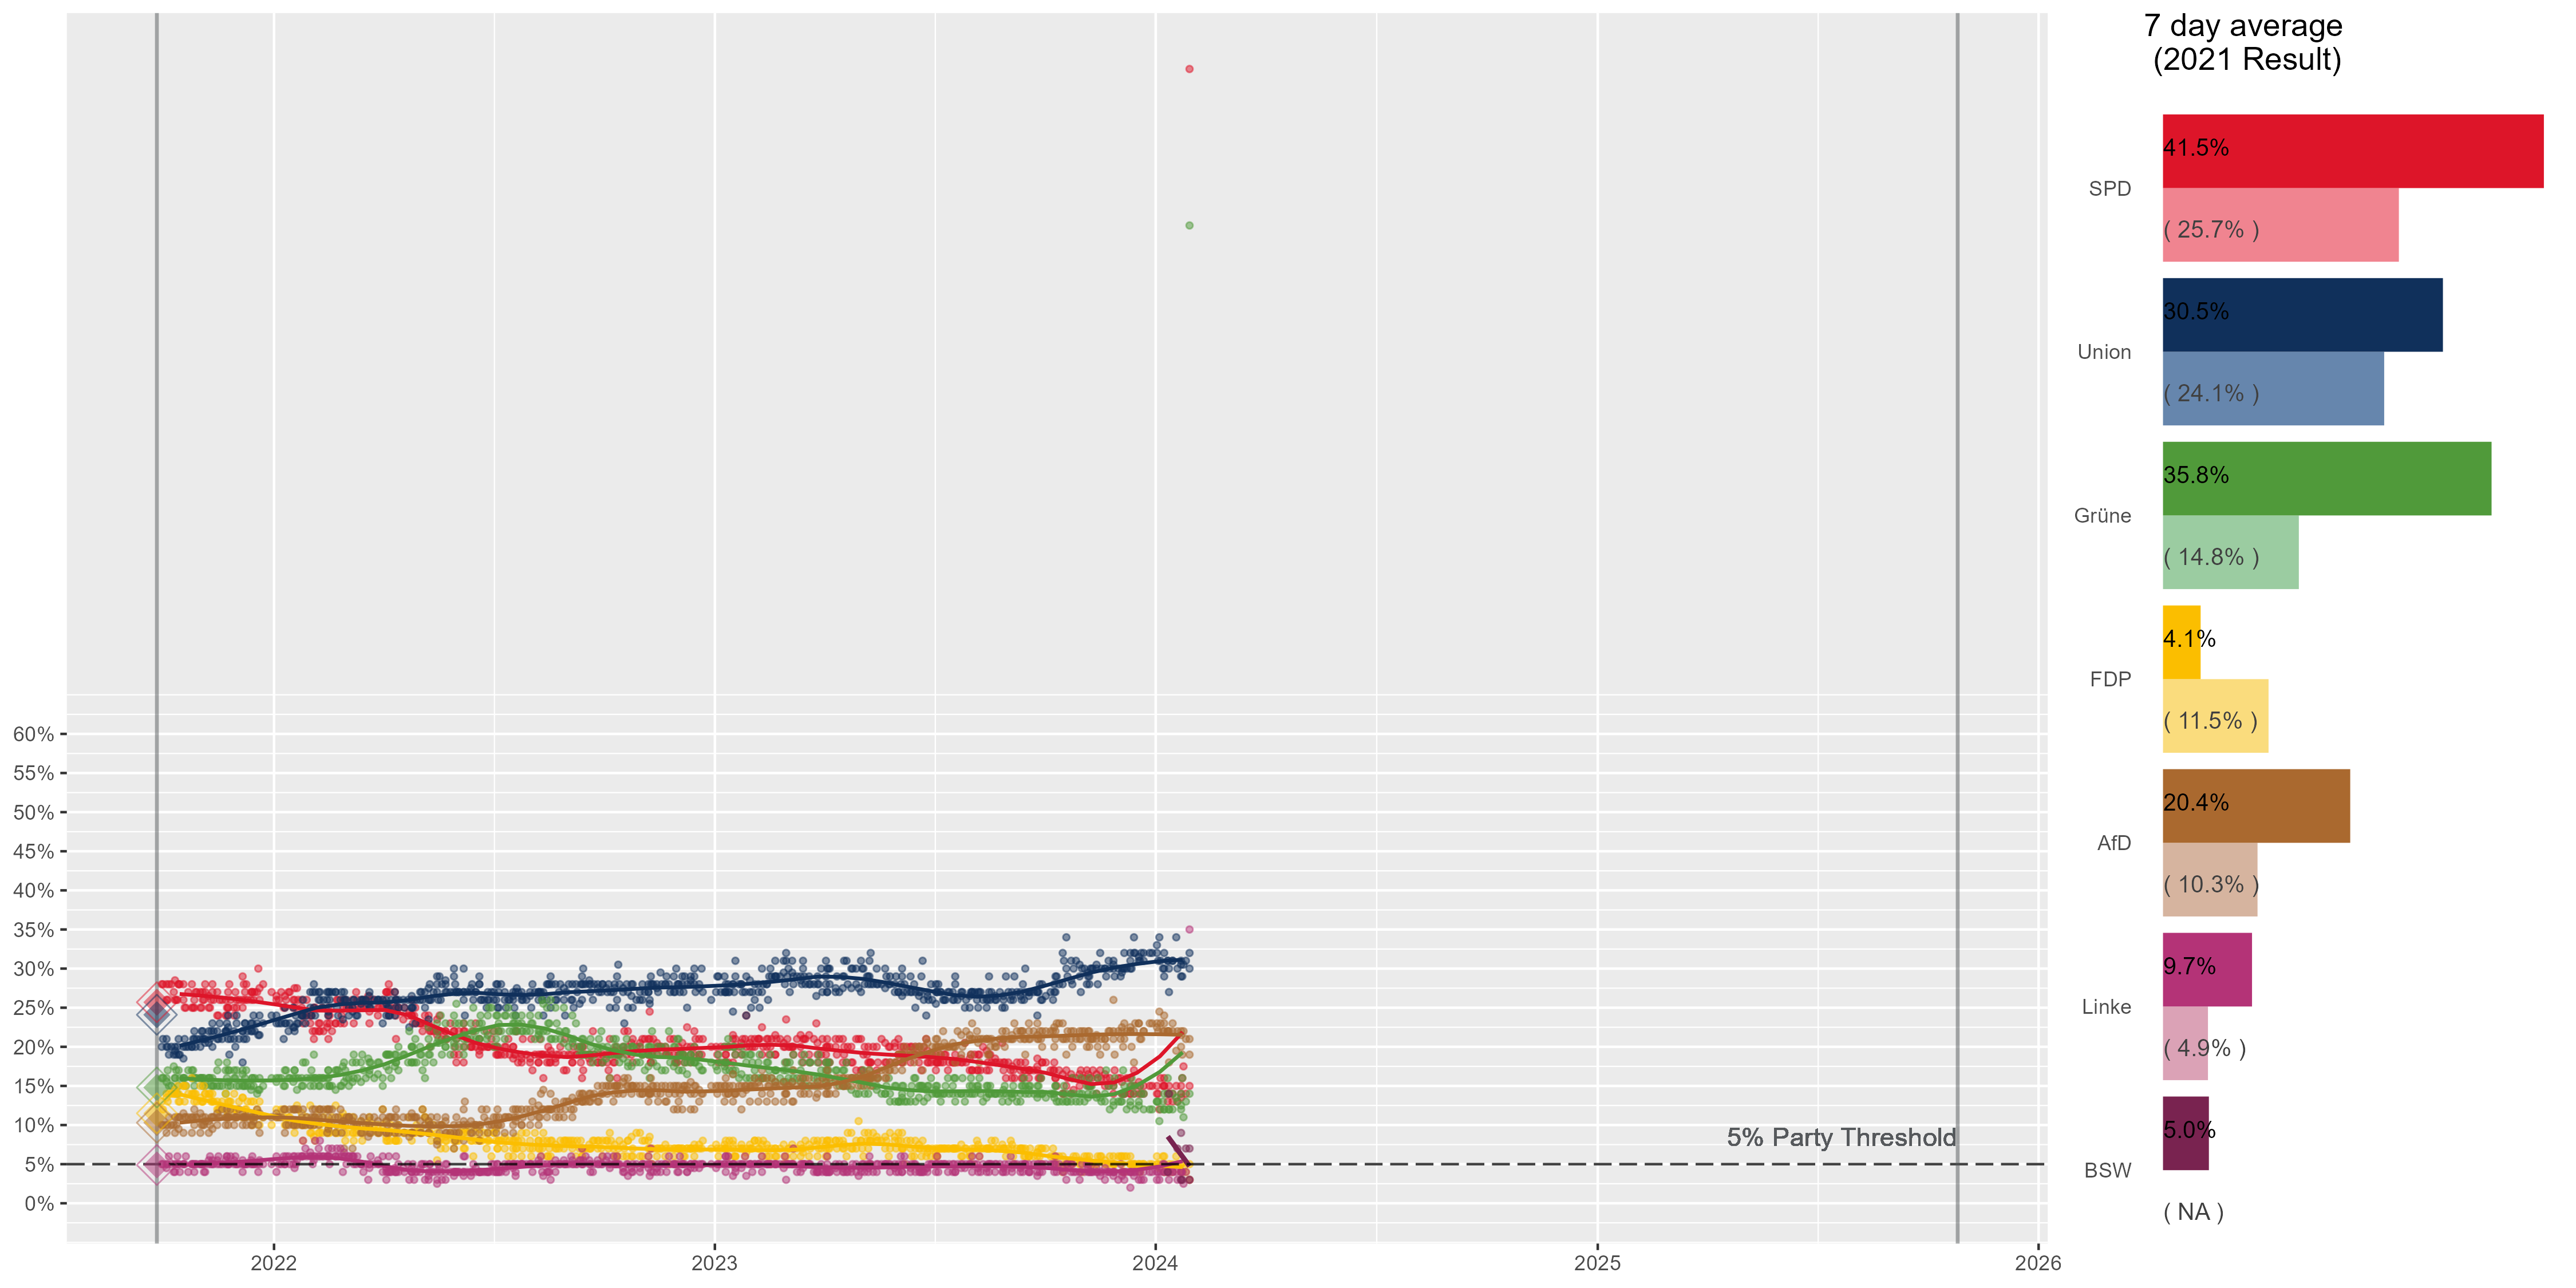 7 day average
(2021 Result)
SPD
41.5%
( 25.7% )
Union
30.5%
( 24.1% )
Grüne
35.8%
( 14.8% )
FDP
4.1%
( 11.5% )
AfD
20.4%
( 10.3% )
Linke
9.7%
( 4.9% )
BSW
5.0%
( NA )
60%
55%
50%
45%
40%
35%
30%
25%
20%
15%
10%
5%
0%
5% Party Threshold
2022
2023
2024
2025
2026